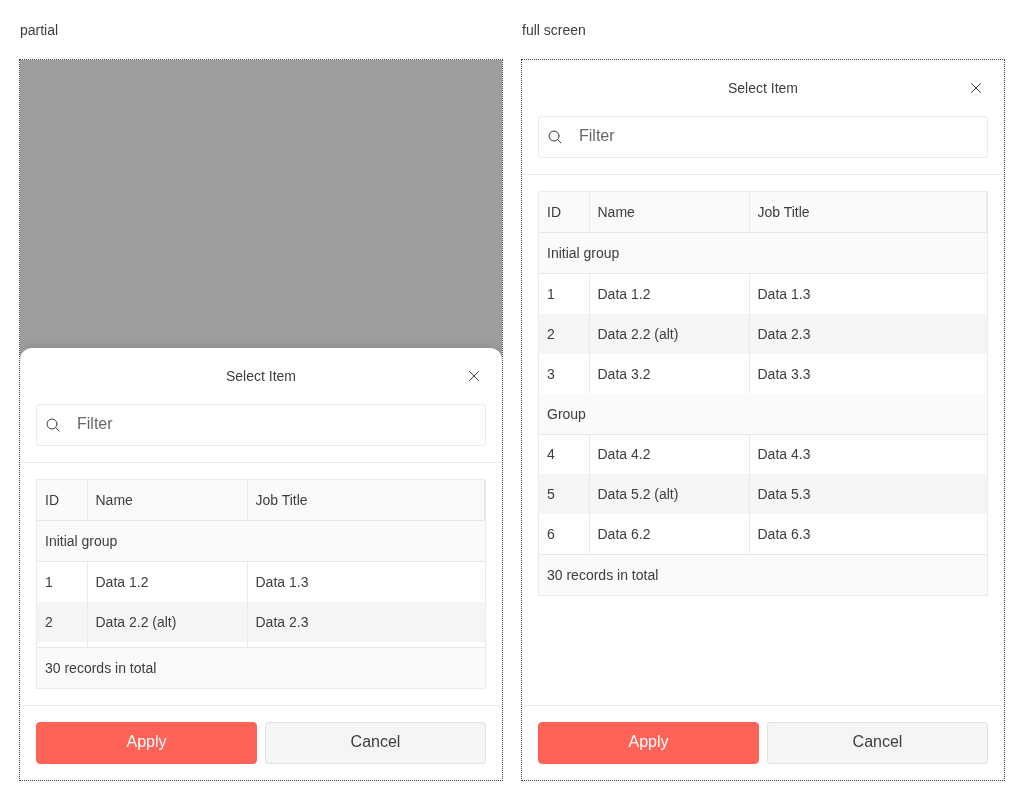 partial
Select Item
Filter
ID Name Job Title
Initial group
1 Data 1.2 Data 1.3
2 Data 2.2 (alt) Data 2.3
30 records in total
Apply Cancel
full screen
Select Item
Filter
ID Name Job Title
Initial group
1 Data 1.2 Data 1.3
2 Data 2.2 (alt) Data 2.3
3 Data 3.2 Data 3.3
Group
4 Data 4.2 Data 4.3
5 Data 5.2 (alt) Data 5.3
6 Data 6.2 Data 6.3
30 records in total
Apply Cancel